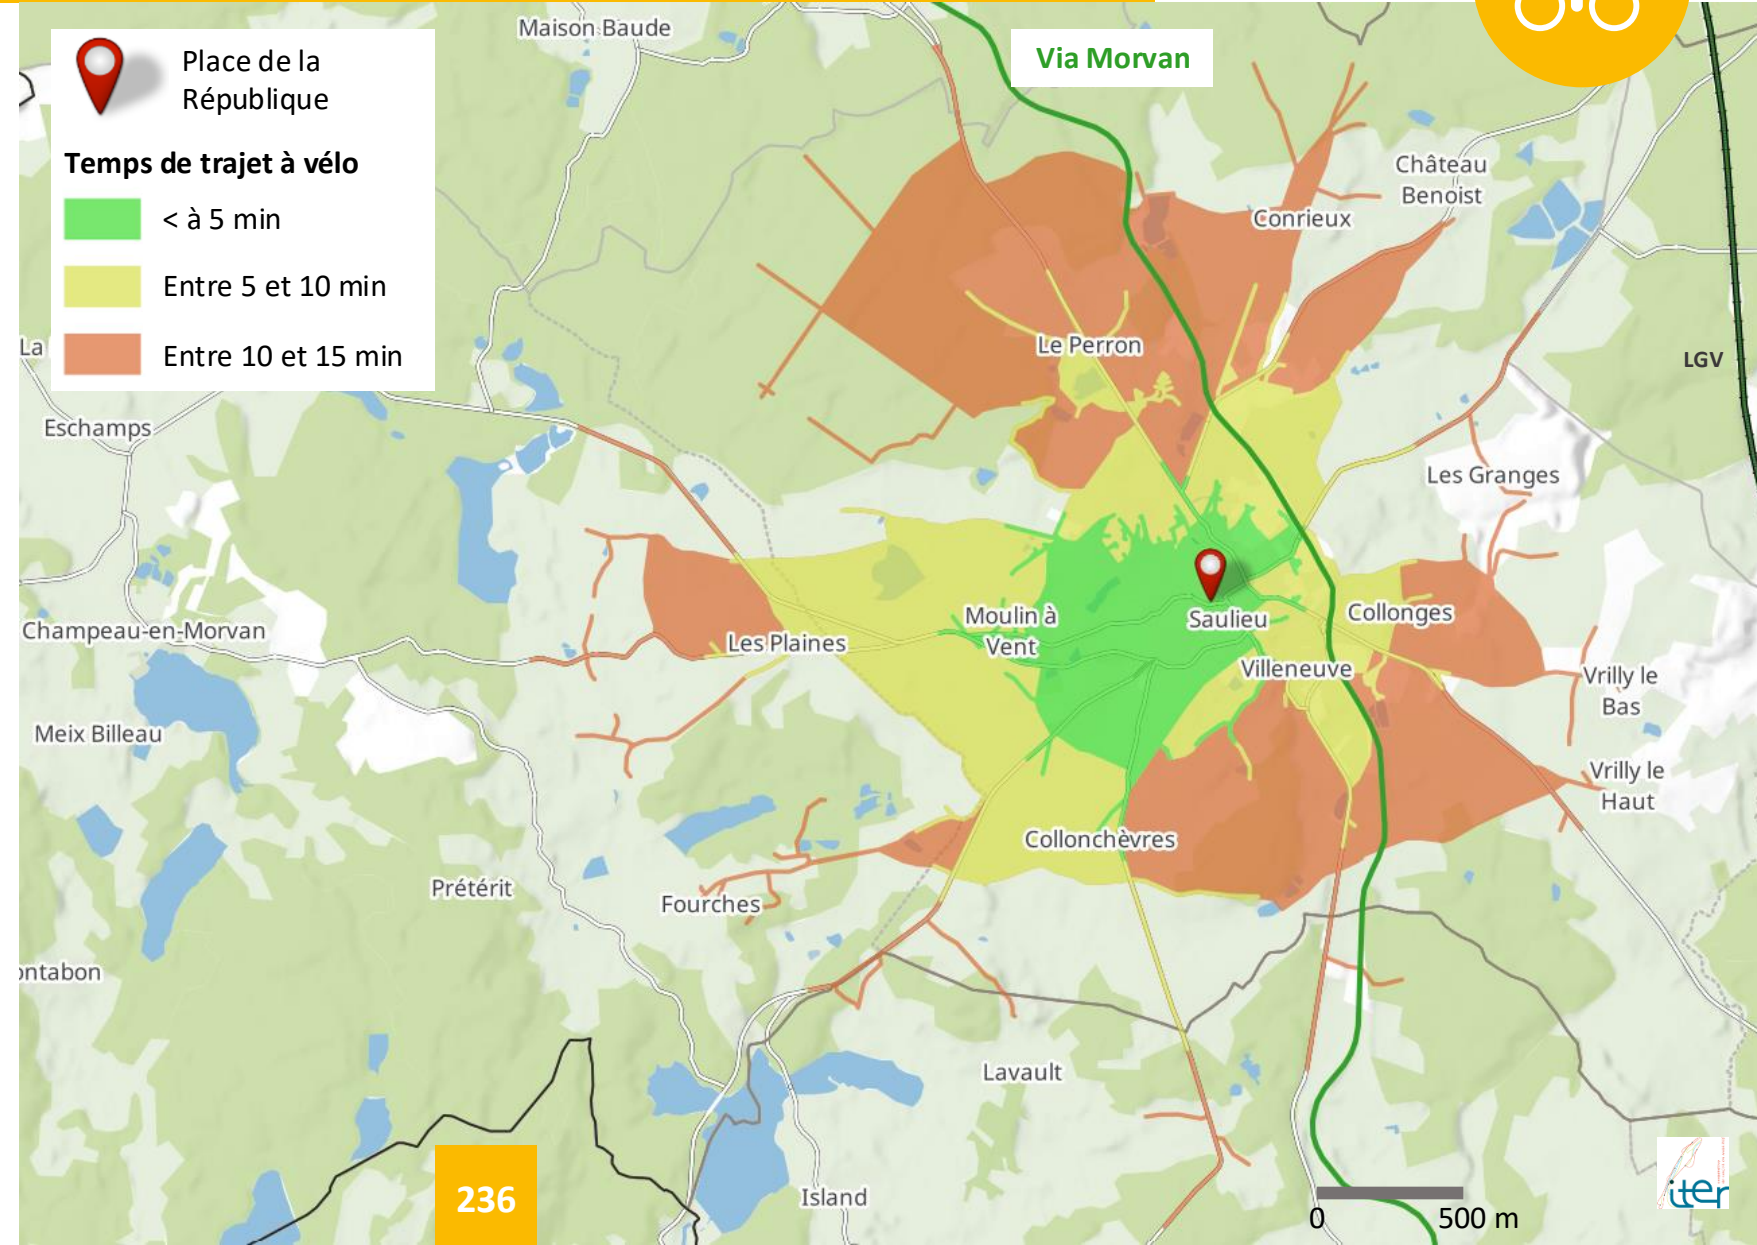 Maison Baude
Place de la
République
Via Morvan
Temps de trajet à vélo
< à 5 min
Entre 5 et 10 min
Entre 10 et 15 min
Château
Benoist
Conrieux
La
Le Perron
LGV
Eschamps
Les Granges
Moulin à
Vent
Saulieu
Collonges
Champeau-en-Morvan
Les Plaines
Villeneuve
Vrilly le
Bas
Meix Billeau
Vrilly le
Haut
Collonchèvres
Prétérit
Fourches
ontabon
Lavault
Island
236
0
500 m
iter